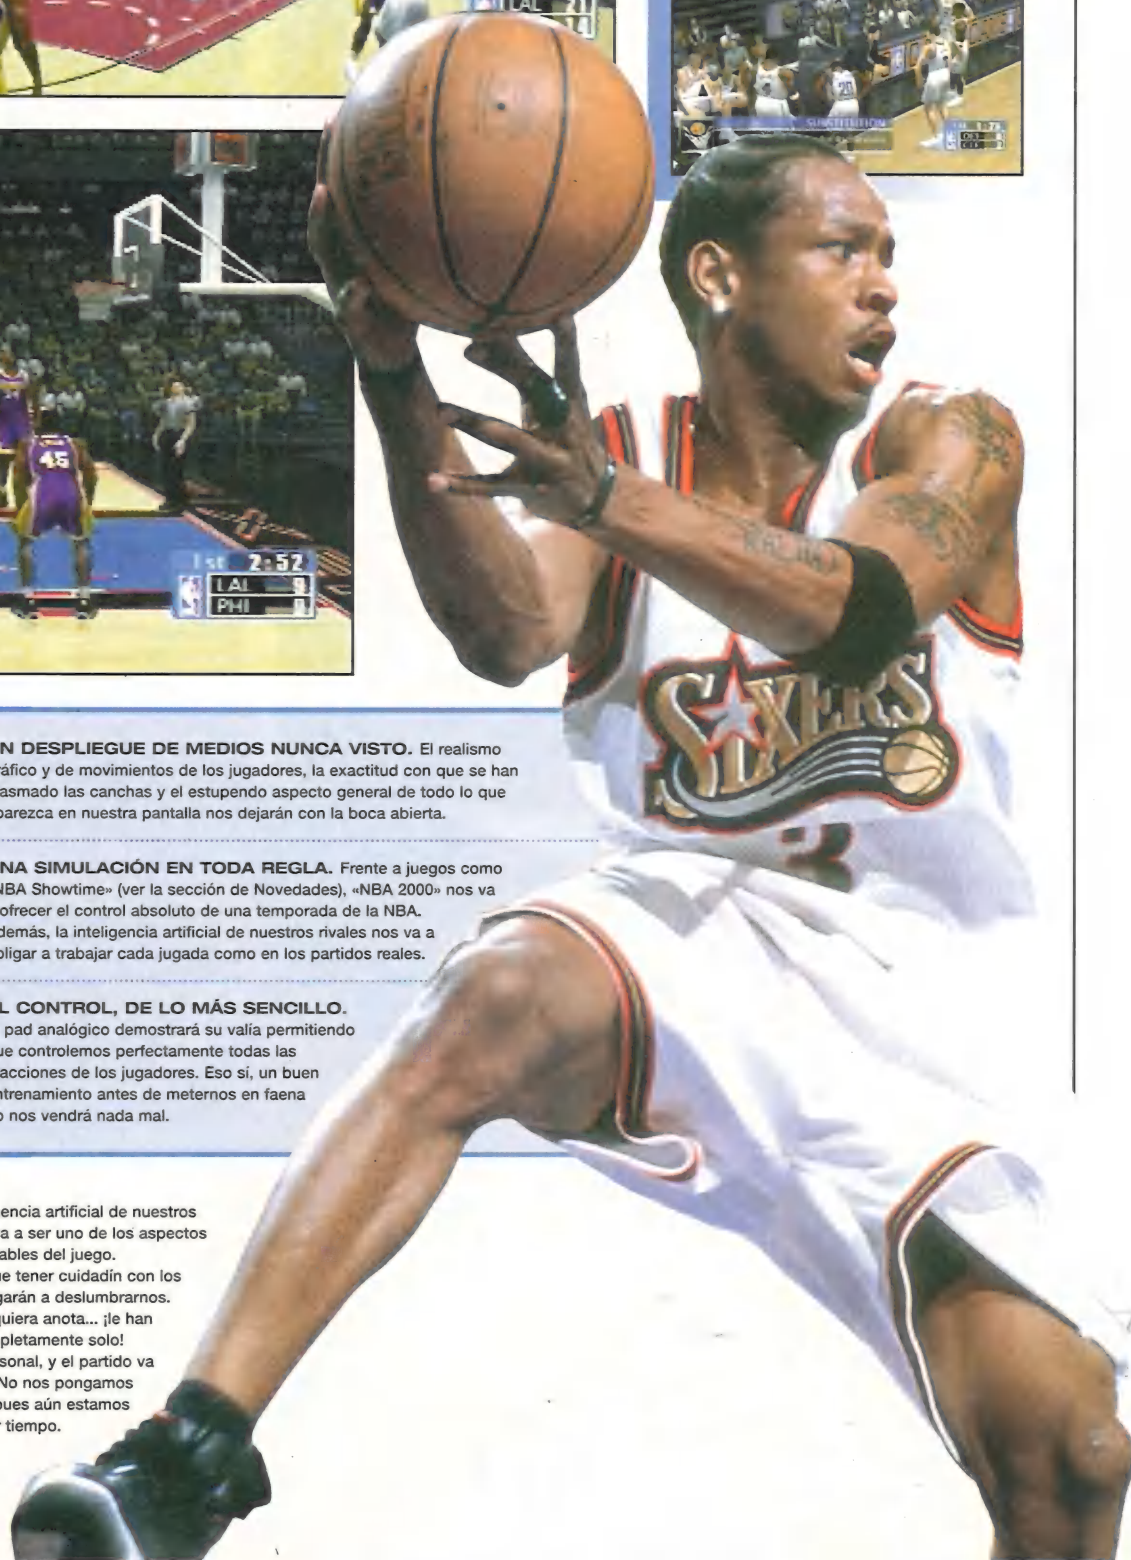 LAL
SUBSTITUTION
20
45
1st 2:52
LAL
PHI
SIXERS
3
N DESPLIEGUE DE MEDIOS NUNCA VISTO. El realismo
ráfico y de movimientos de los jugadores, la exactitud con que se han
asmado las canchas y el estupendo aspecto general de todo lo que
parezca en nuestra pantalla nos dejarán con la boca abierta.
NA SIMULACIÓN EN TODA REGLA. Frente a juegos como
NBA Showtime» (ver la sección de Novedades), «NBA 2000» nos va
ofrecer el control absoluto de una temporada de la NBA.
demás, la inteligencia artificial de nuestros rivales nos va a
bligar a trabajar cada jugada como en los partidos reales.
L CONTROL, DE LO MÁS SENCILLO.
pad analógico demostrará su valía permitiendo
ue controlemos perfectamente todas las
acciones de los jugadores. Eso sí, un buen
ntrenamiento antes de meternos en faena
o nos vendrá nada mal.
encia artificial de nuestros
a a ser uno de los aspectos
ables del juego.
ue tener cuidadín con los
garán a deslumbrarnos.
quiera anota... ¡le han
pletamente solo!
sonal, y el partido va
No nos pongamos
pues aún estamos
r tiempo.